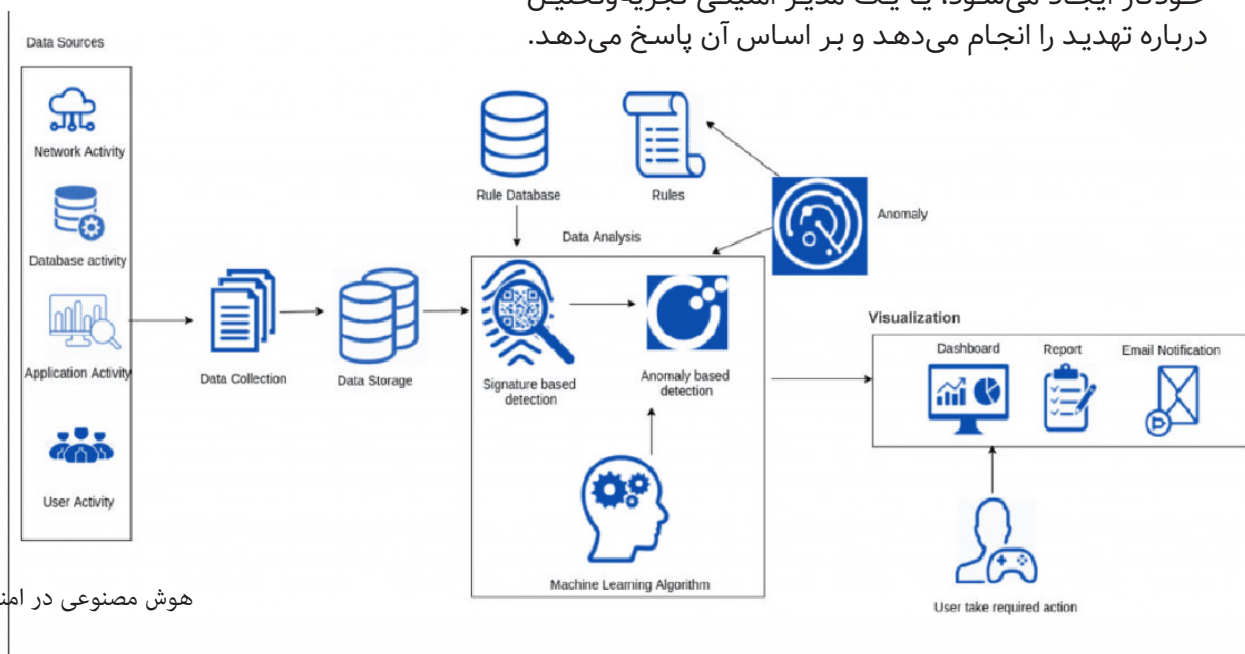 درباره تهدید را انجام می‌دهد و بر اساس آن پاسخ می‌دهد.
Data Sources
Network Activity
Database activity
Application Activity
User Activity
Data Collection
Data Storage
Rule Database
Rules
Anomaly
Data Analysis
Signature based
detection
Anomaly based
detection
Machine Learning Algorithm
Visualization
Dashboard
Report
Email Notification
User take required action
هوش مصنوعی در